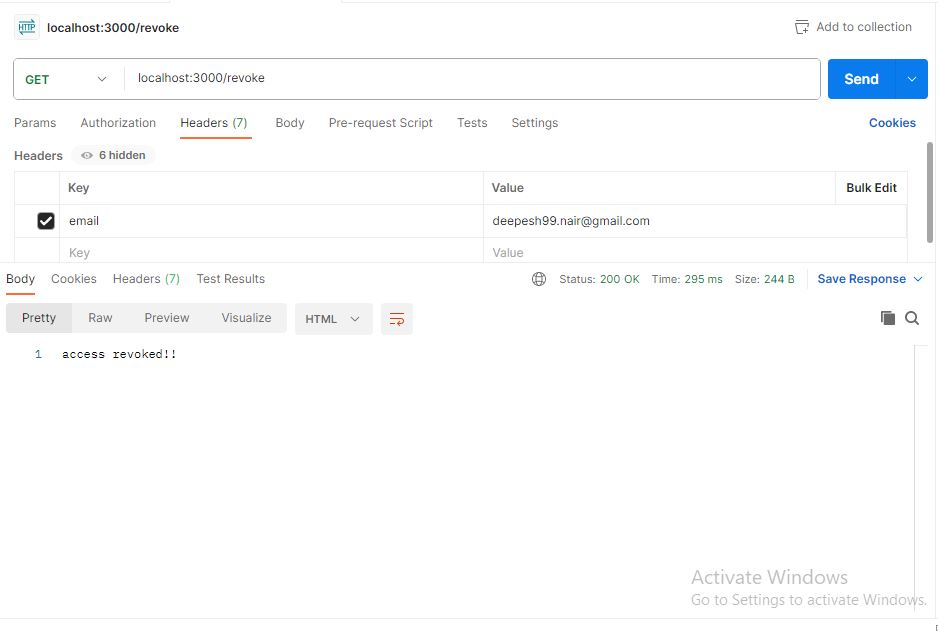 HTTP localhost:3000/revoke Add to collection
GET localhost:3000/revoke Send
Params Authorization Headers (7) Body Pre-request Script Tests Settings Cookies
Headers 6 hidden
Key Value Bulk Edit
email deepesh99.nair@gmail.com
Key Value
Body Cookies Headers (7) Test Results Status: 200 OK Time: 295 ms Size: 244 B Save Response
Pretty Raw Preview Visualize HTML
1 access revoked!!
Activate Windows
Go to Settings to activate Windows.